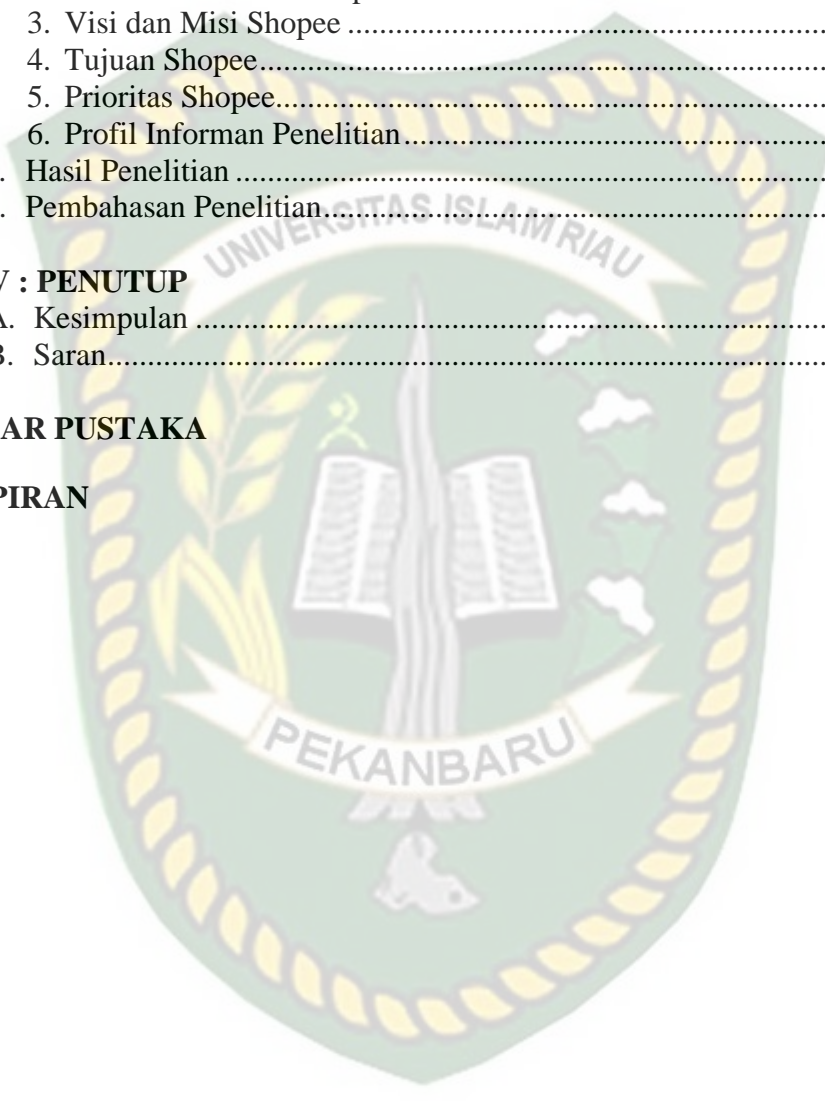 3. Visi dan Misi Shopee ........................................................................
4. Tujuan Shopee....................................................................................
5. Prioritas Shopee..................................................................................
6. Profil Informan Penelitian..................................................................
. Hasil Penelitian ........................................................................................
. Pembahasan Penelitian.............................................................................
UNIVERSITAS ISLAM RIAU
: PENUTUP
A. Kesimpulan .............................................................................................
B. Saran........................................................................................................
AR PUSTAKA
PIRAN
PEKANBARU